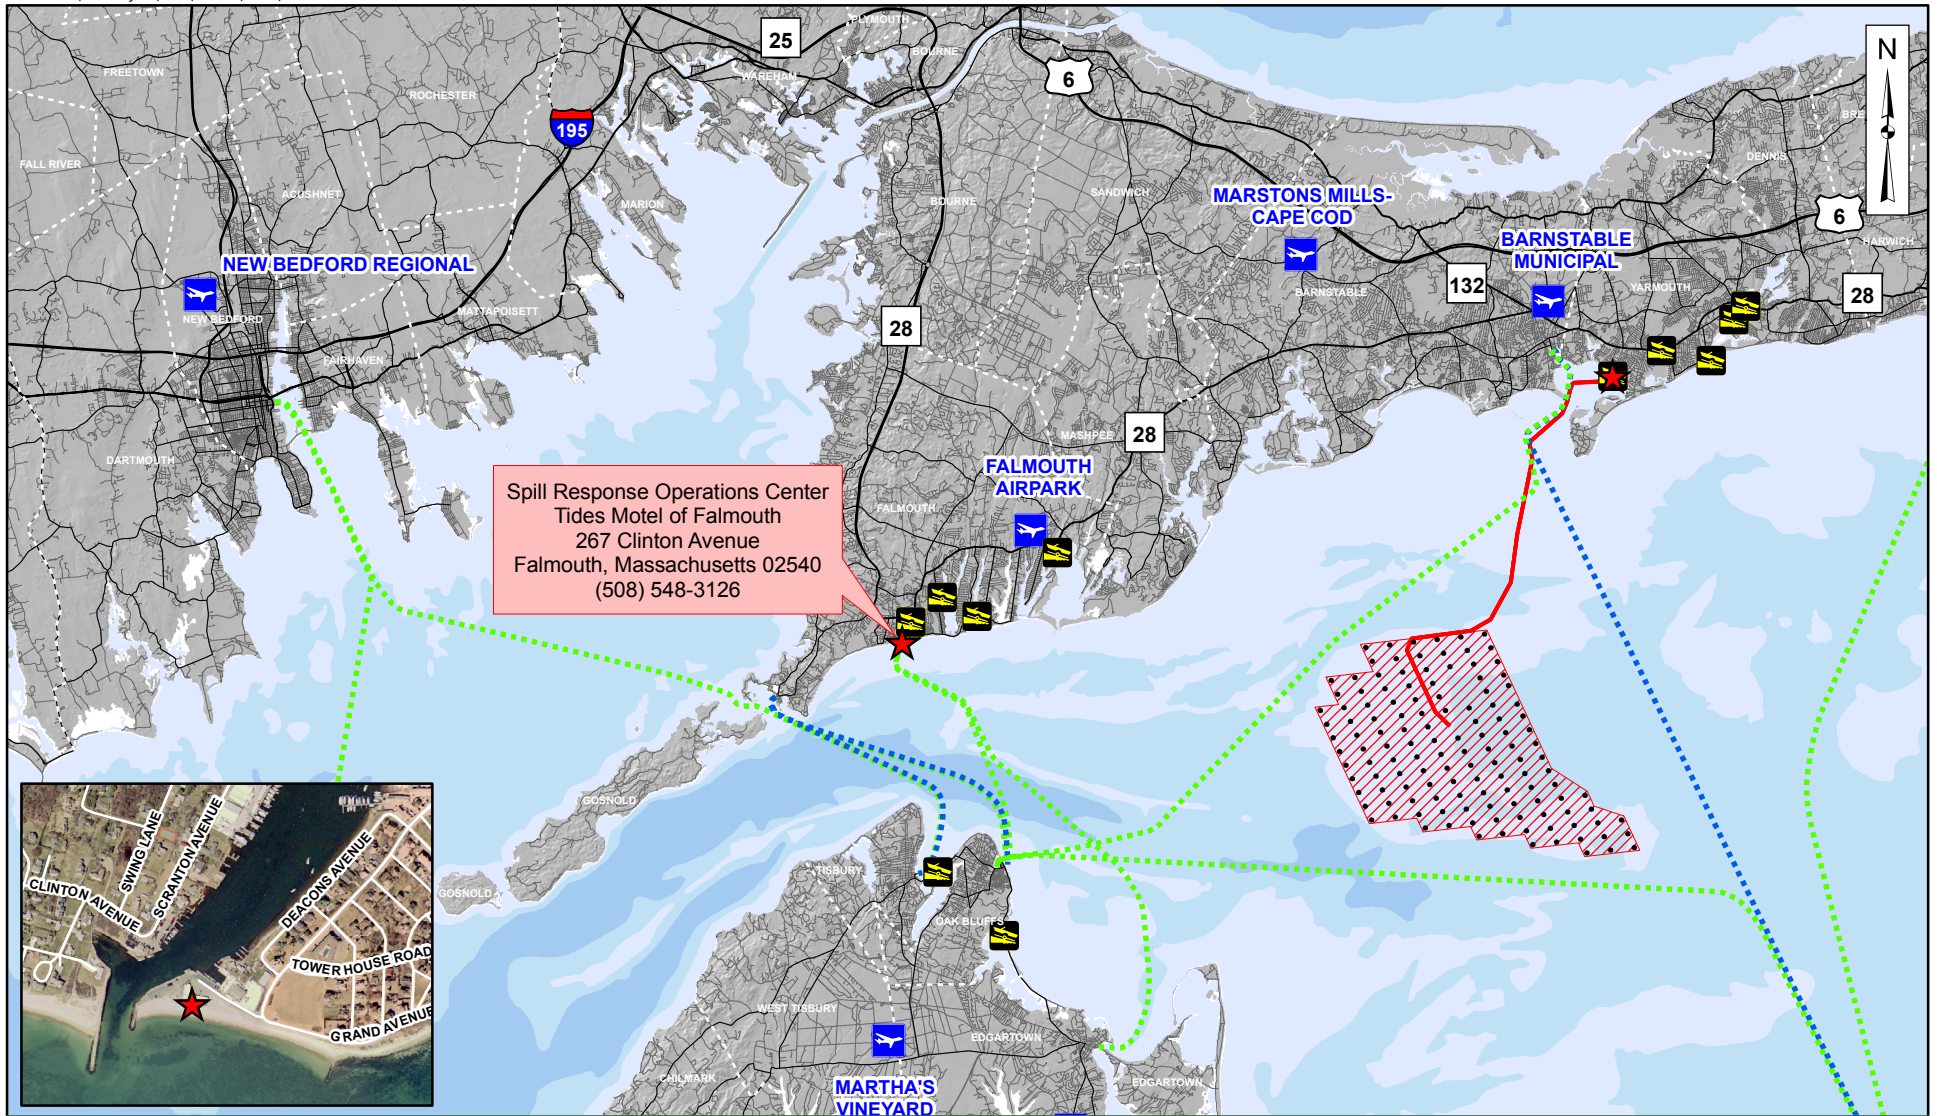 PLYMOUTH
25
BOURNE
N
FREETOWN
WAREHAM
6
ROCHESTER
195
BRE
DENNIS
FALL RIVER
ACUSHNET
MARION
BOURNE
SANDWICH
MARSTONS MILLS-
CAPE COD
6
BARNSTABLE
MUNICIPAL
HARWICH
NEW BEDFORD REGIONAL
132
BARNSTABLE
YARMOUTH
28
NEW BEDFORD
MATTAPOISETT
28
FAIRHAVEN
MASHPEE
28
DARTMOUTH
FALMOUTH
AIRPARK
FALMOUTH
Spill Response Operations Center
Tides Motel of Falmouth
267 Clinton Avenue
Falmouth, Massachusetts 02540
(508) 548-3126
GOSNOLD
GOSNOLD
TISBURY
OAK BLUFFS
WEST TISBURY
EDGARTOWN
CHILMARK
EDGARTOWN
MARTHA'S
VINEYARD
SWING LANE
SCRANTON AVENUE
CLINTON AVENUE
DEACONS AVENUE
TOWER HOUSE ROAD
GRAND AVENUE